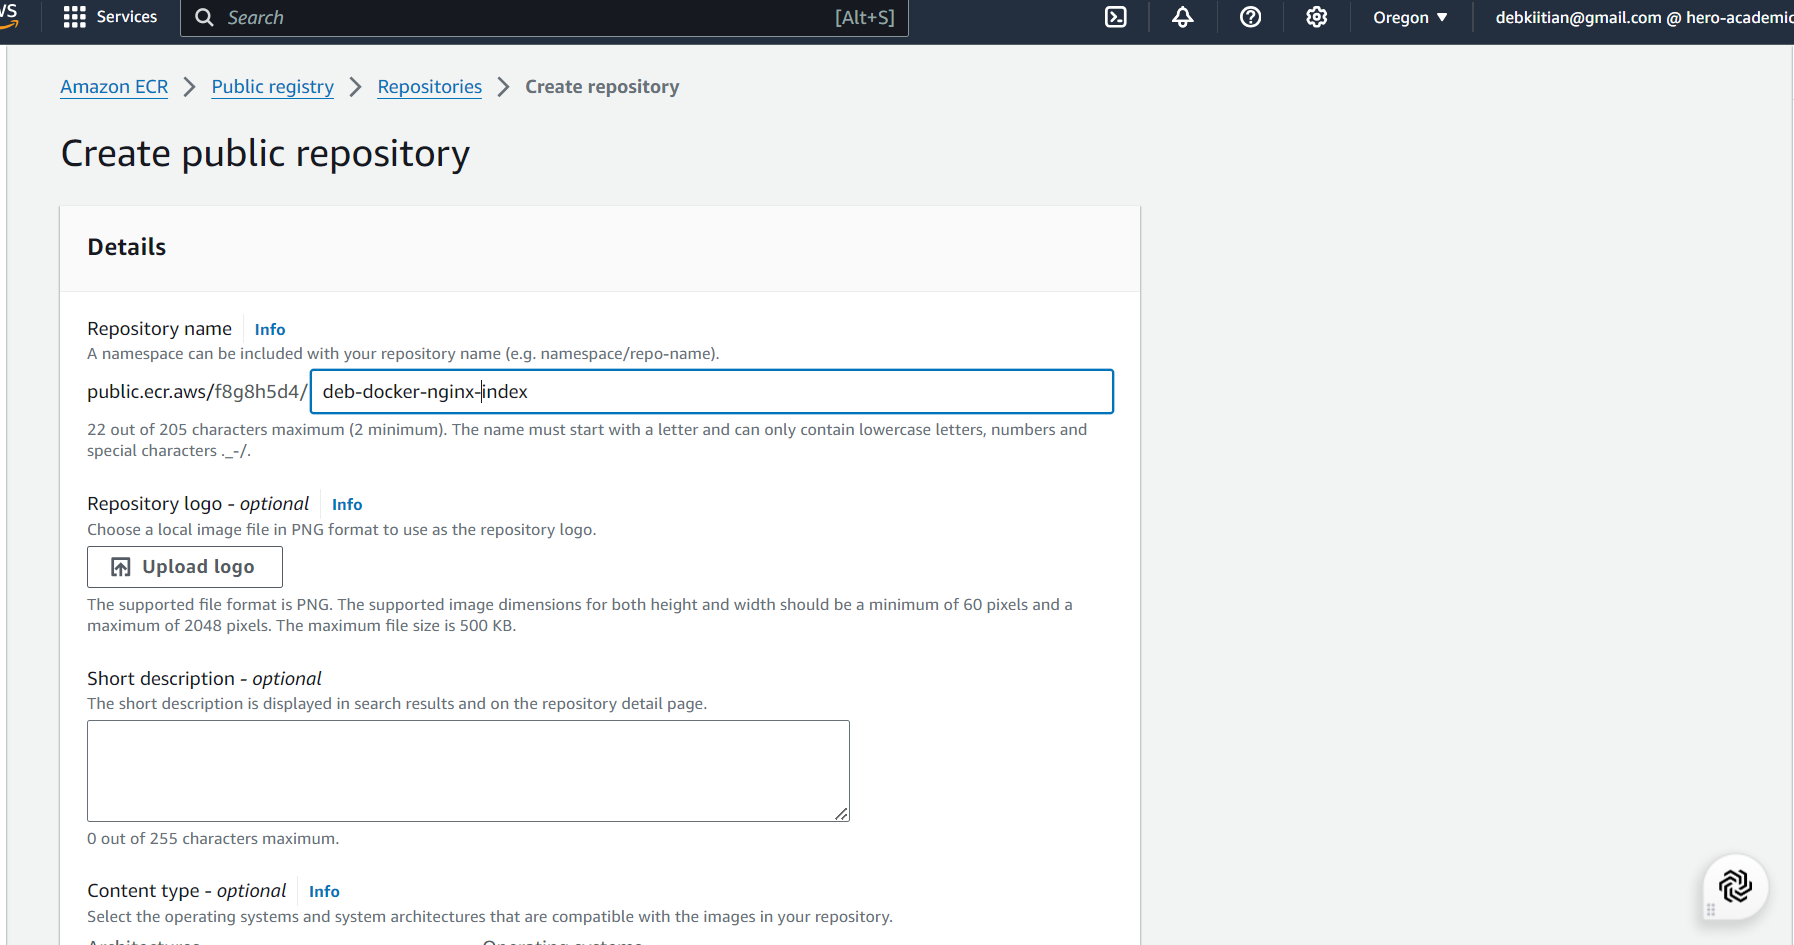 Services
Search
[Alt+S]
Oregon
debkiitian@gmail.com @ hero-academic
Amazon ECR
Public registry
Repositories
Create repository
Create public repository
Details
Repository name
Info
A namespace can be included with your repository name (e.g. namespace/repo-name).
public.ecr.aws/f8g8h5d4/
deb-docker-nginx-index
22 out of 205 characters maximum (2 minimum). The name must start with a letter and can only contain lowercase letters, numbers and
special characters ._-/.
Repository logo - optional
Info
Choose a local image file in PNG format to use as the repository logo.
Upload logo
The supported file format is PNG. The supported image dimensions for both height and width should be a minimum of 60 pixels and a
maximum of 2048 pixels. The maximum file size is 500 KB.
Short description - optional
The short description is displayed in search results and on the repository detail page.
0 out of 255 characters maximum.
Content type - optional
Info
Select the operating systems and system architectures that are compatible with the images in your repository.
Architectures
Operating systems